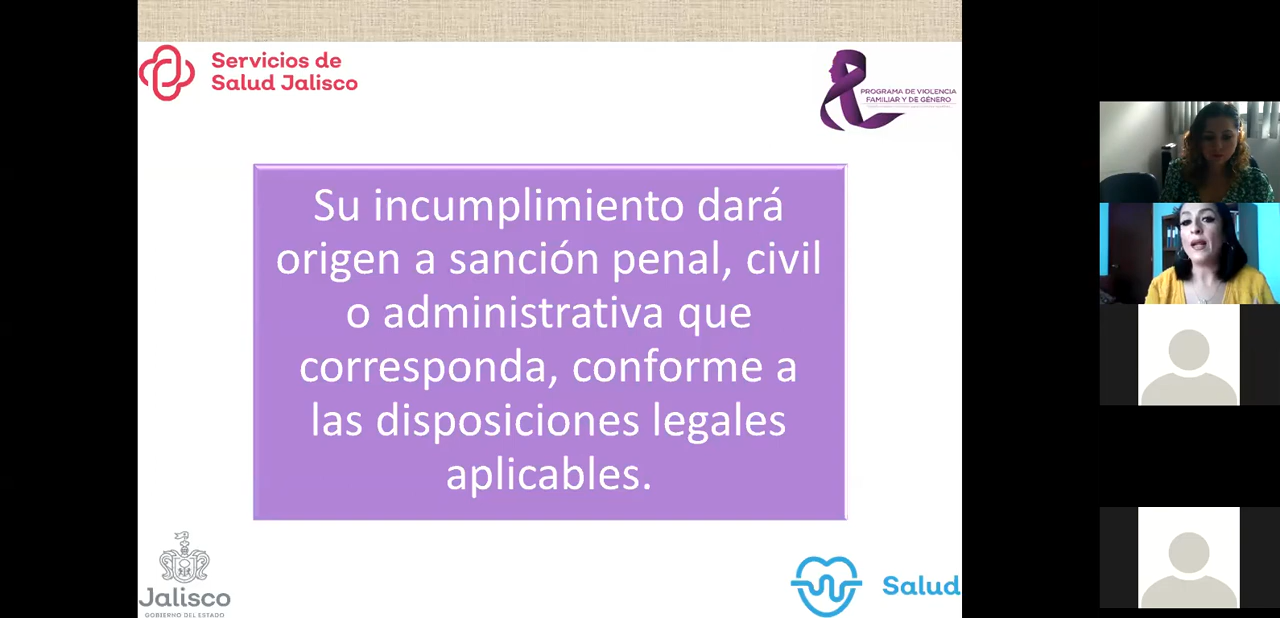 Servicios de
Salud Jalisco
PROGRAMA DE VIOLENCIA
FAMILIAR Y DE GÉNERO
Su incumplimiento dará
origen a sanción penal, civil
o administrativa que
corresponda, conforme a
las disposiciones legales
aplicables.
Jalisco
GOBIERNO DEL ESTADO
Salud